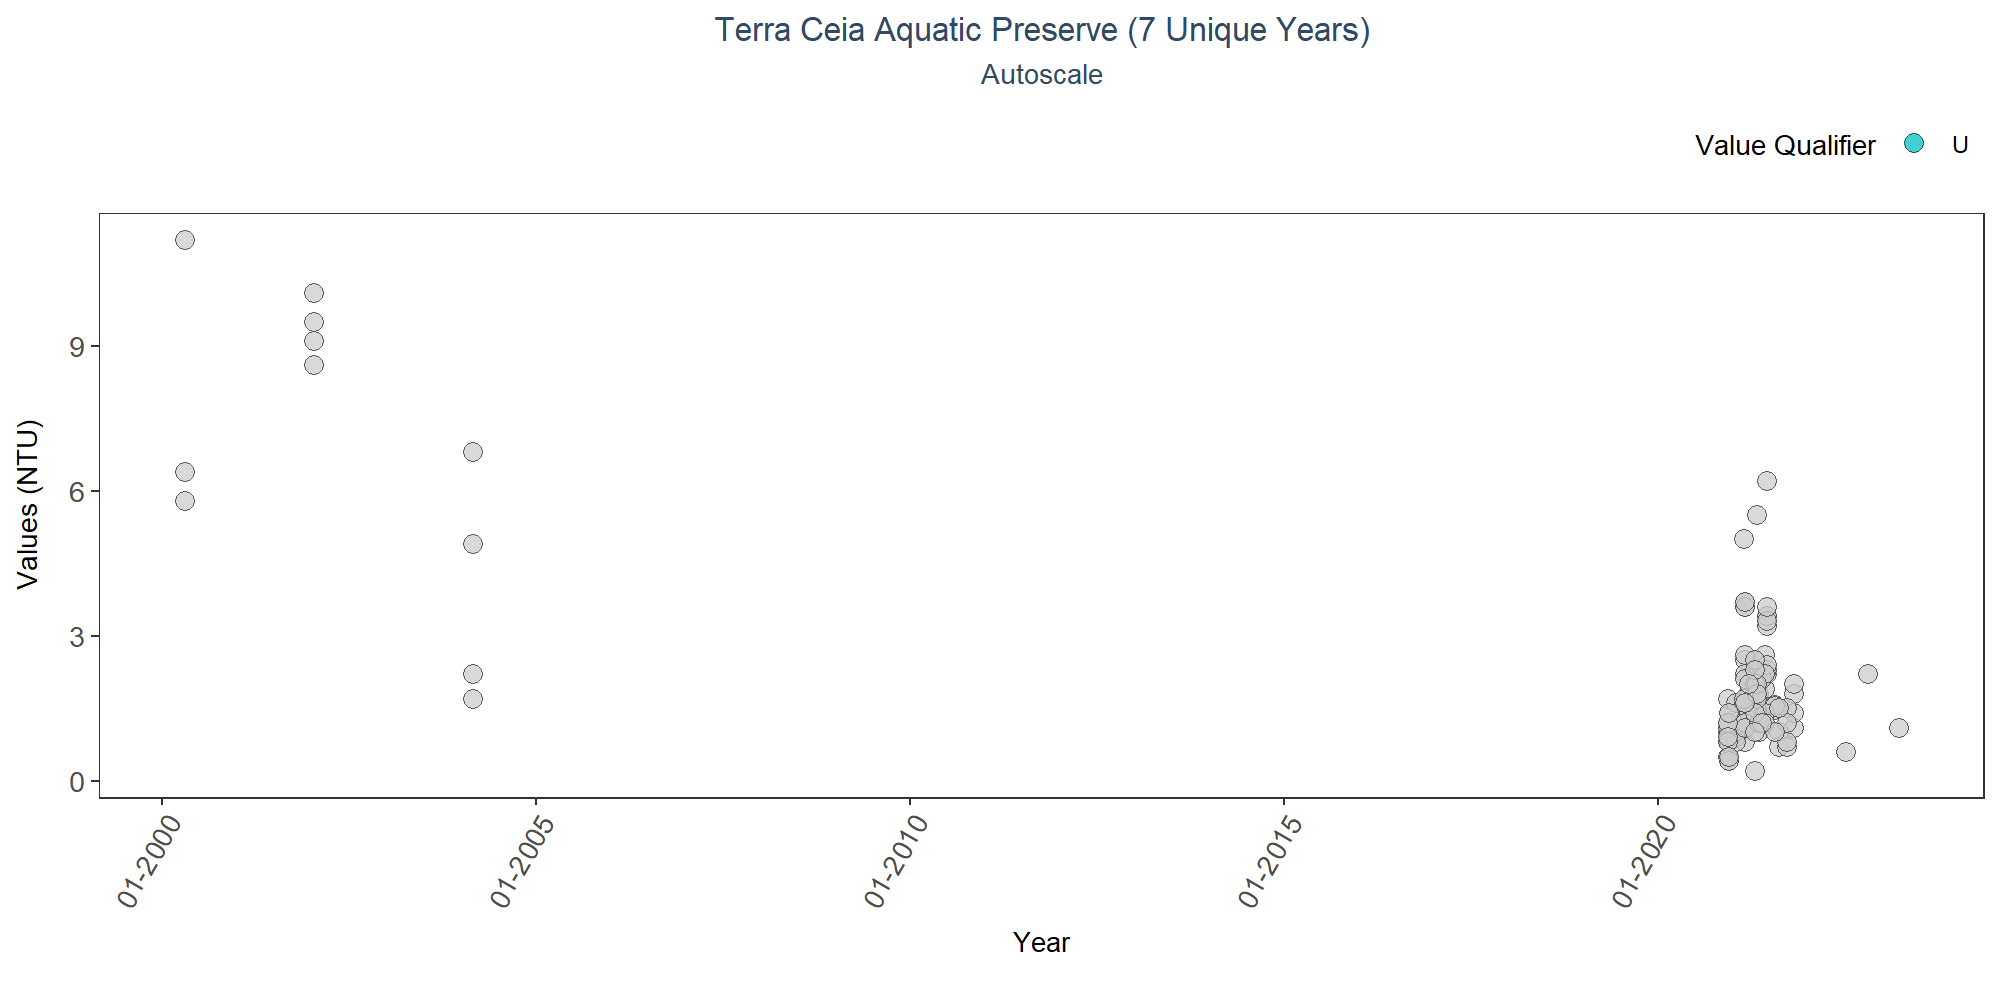 Terra Ceia Aquatic Preserve (7 Unique Years)
Autoscale
Value Qualifier U
Values (NTU)
9
6
3
0
01-2000
01-2005
01-2010
01-2015
01-2020
Year